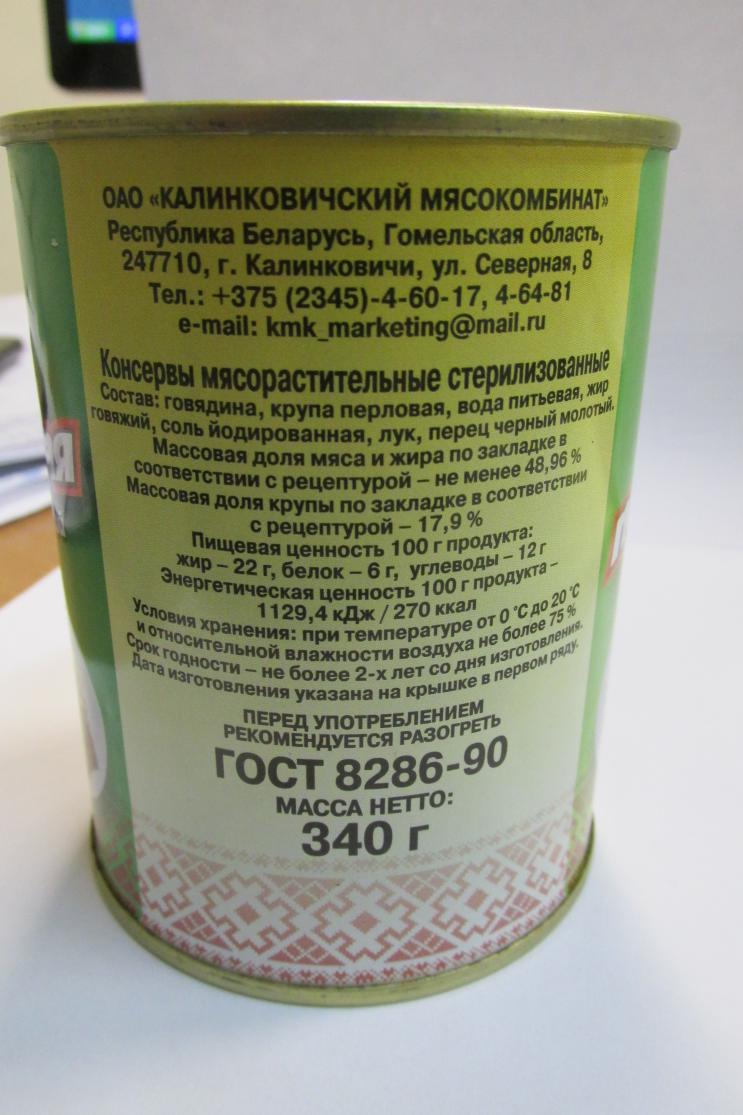 ОАО «КАЛИНКОВИЧСКИЙ МЯСОКОМБИНАТ»
Республика Беларусь, Гомельская область,
247710, г. Калинковичи, ул. Северная, 8
Тел.: +375 (2345)-4-60-17, 4-64-81
e-mail: kmk_marketing@mail.ru
Консервы мясорастительные стерилизованные
Состав: говядина, крупа перловая, вода питьевая, жир
говяжий, соль йодированная, лук, перец черный молотый.
Массовая доля мяса и жира по закладке в
соответствии с рецептурой – не менее 48,96 %
Массовая доля крупы по закладке в соответствии
с рецептурой – 17,9 %
Пищевая ценность 100 г продукта:
жир – 22 г, белок – 6 г, углеводы – 12 г
Энергетическая ценность 100 г продукта –
1129,4 кДж / 270 ккал
Условия хранения: при температуре от 0 °С до 20 °С
и относительной влажности воздуха не более 75 %
Срок годности – не более 2-х лет со дня изготовления.
Дата изготовления указана на крышке в первом ряду.
ПЕРЕД УПОТРЕБЛЕНИЕМ
РЕКОМЕНДУЕТСЯ РАЗОГРЕТЬ
ГОСТ 8286-90
МАССА НЕТТО:
340 г